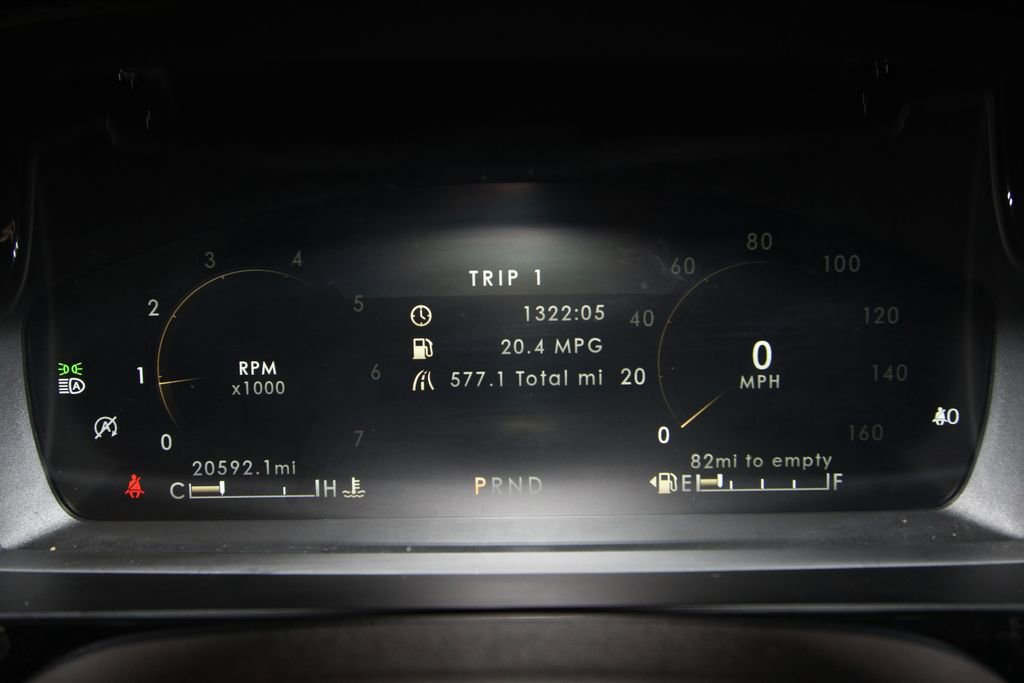 TRIP 1
1322:05
20.4 MPG
577.1 Total mi
0 1 2 3 4 5 6 7
RPM
x1000
0 20 40 60 80 100 120 140 160
0
MPH
A
A
0
20592.1mi
C H
PRND
82mi to empty
E F